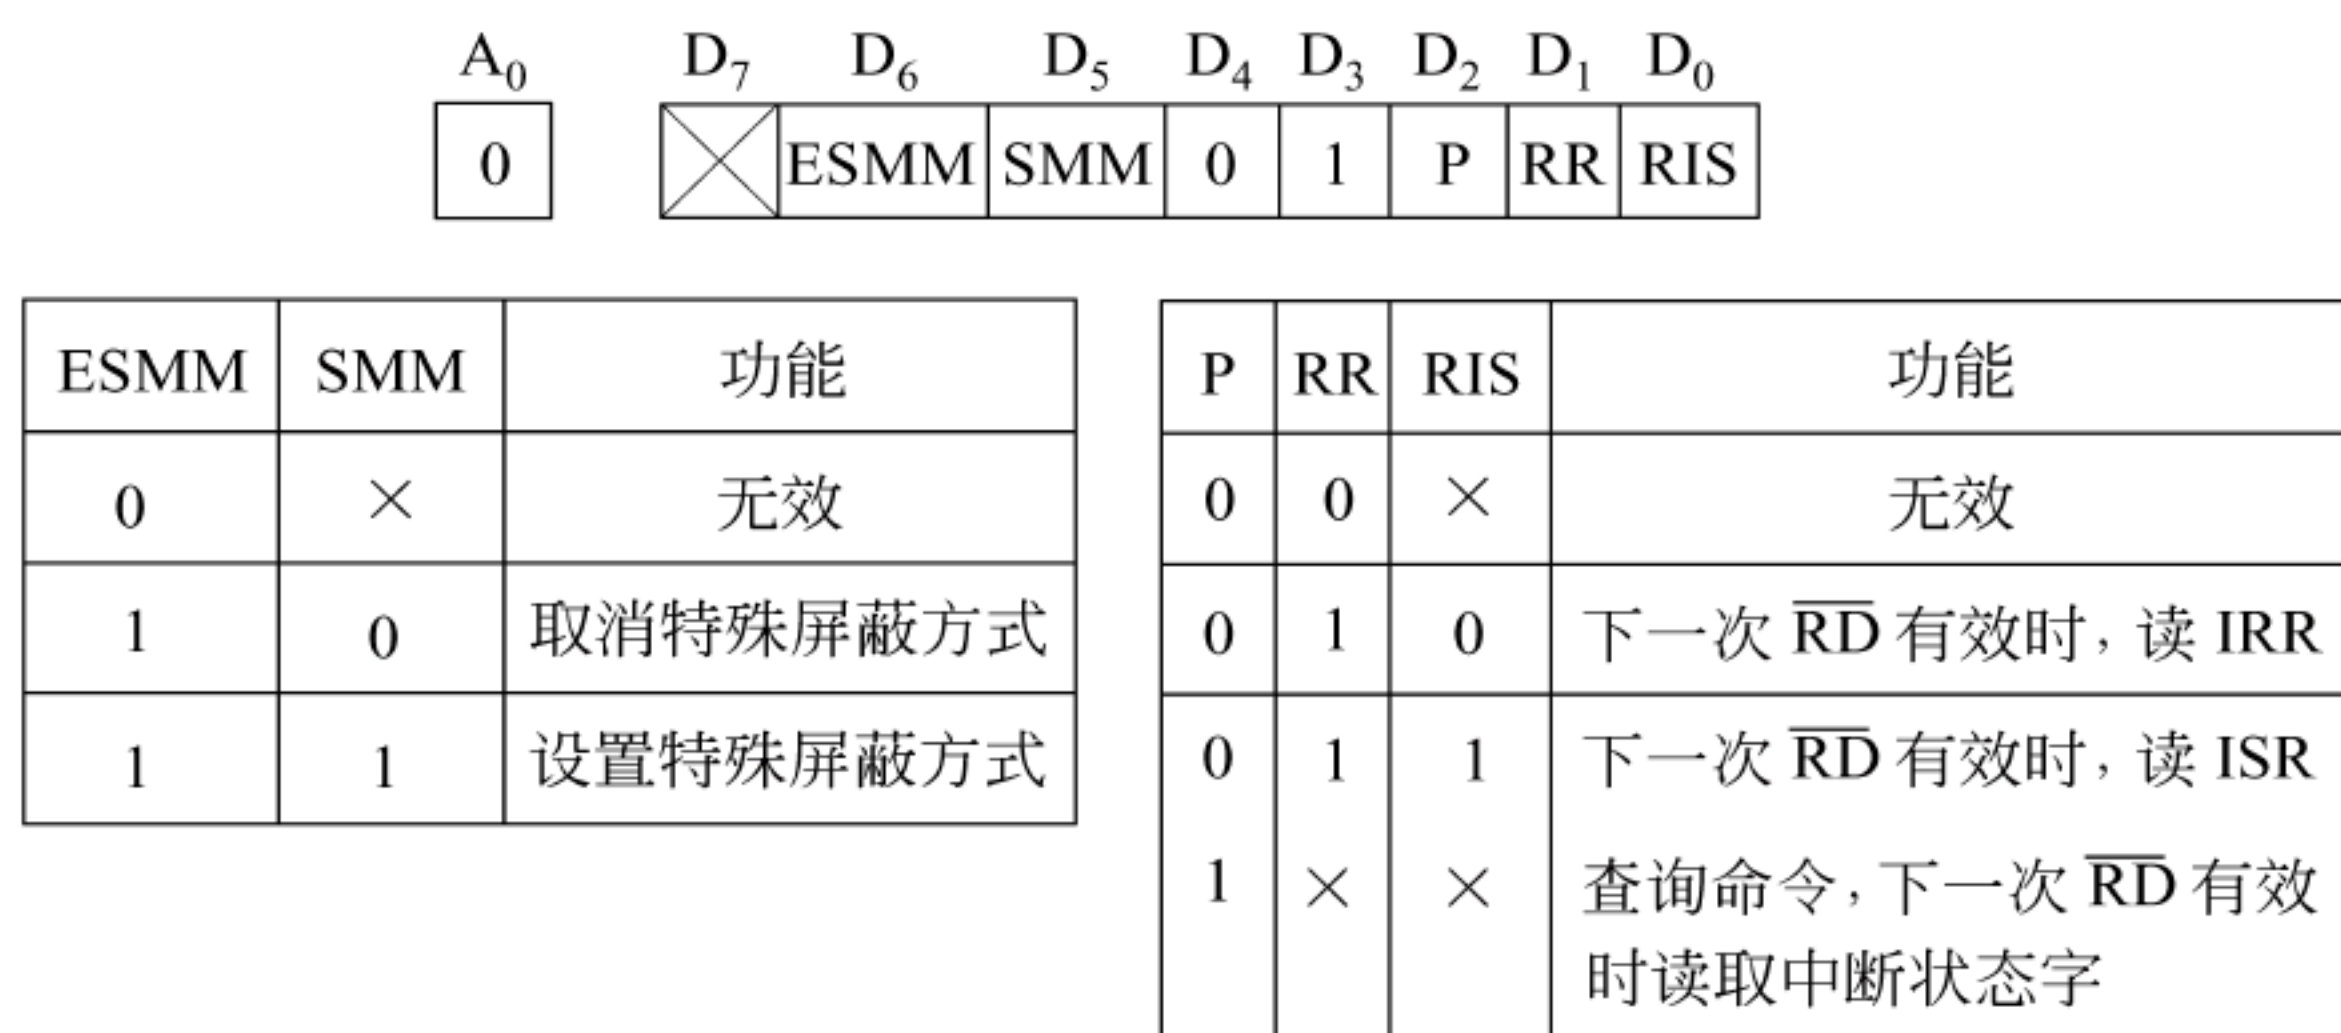 A0 D7 D6 D5 D4 D3 D2 D1 D0
0 ESMM SMM 0 1 P RR RIS
ESMM SMM 功能
0 × 无效
1 0 取消特殊屏蔽方式
1 1 设置特殊屏蔽方式
P RR RIS 功能
0 0 × 无效
0 1 0 下一次 R̅D̅ 有效时，读 IRR
0 1 1 下一次 R̅D̅ 有效时，读 ISR
1 × × 查询命令，下一次 R̅D̅ 有效
时读取中断状态字